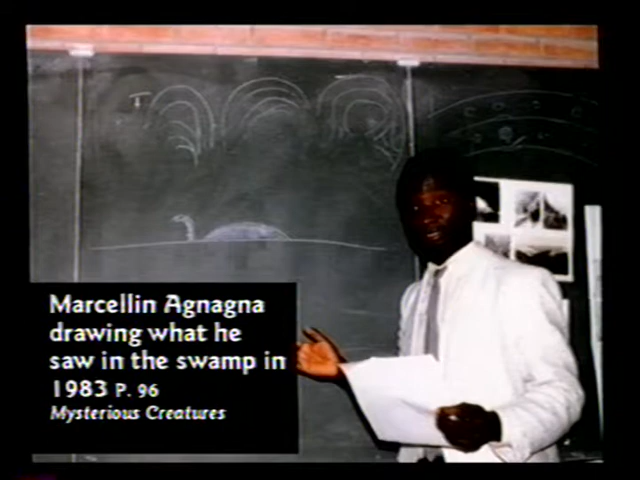 Marcellin Agnagna
drawing what he
saw in the swamp in
1983 P. 96
Mysterious Creatures